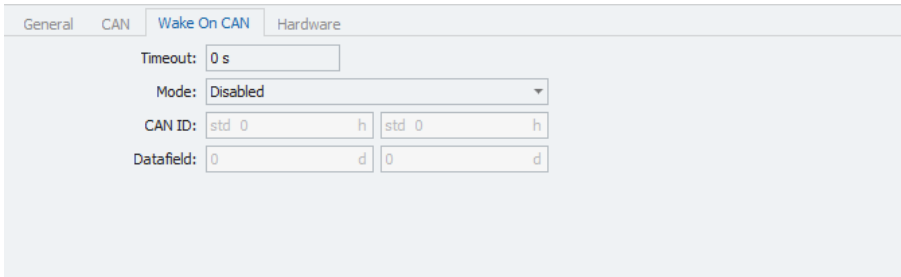 General CAN Wake On CAN Hardware
Timeout: 0 s
Mode: Disabled
CAN ID: std 0 h std 0 h
Datafield: 0 d 0 d